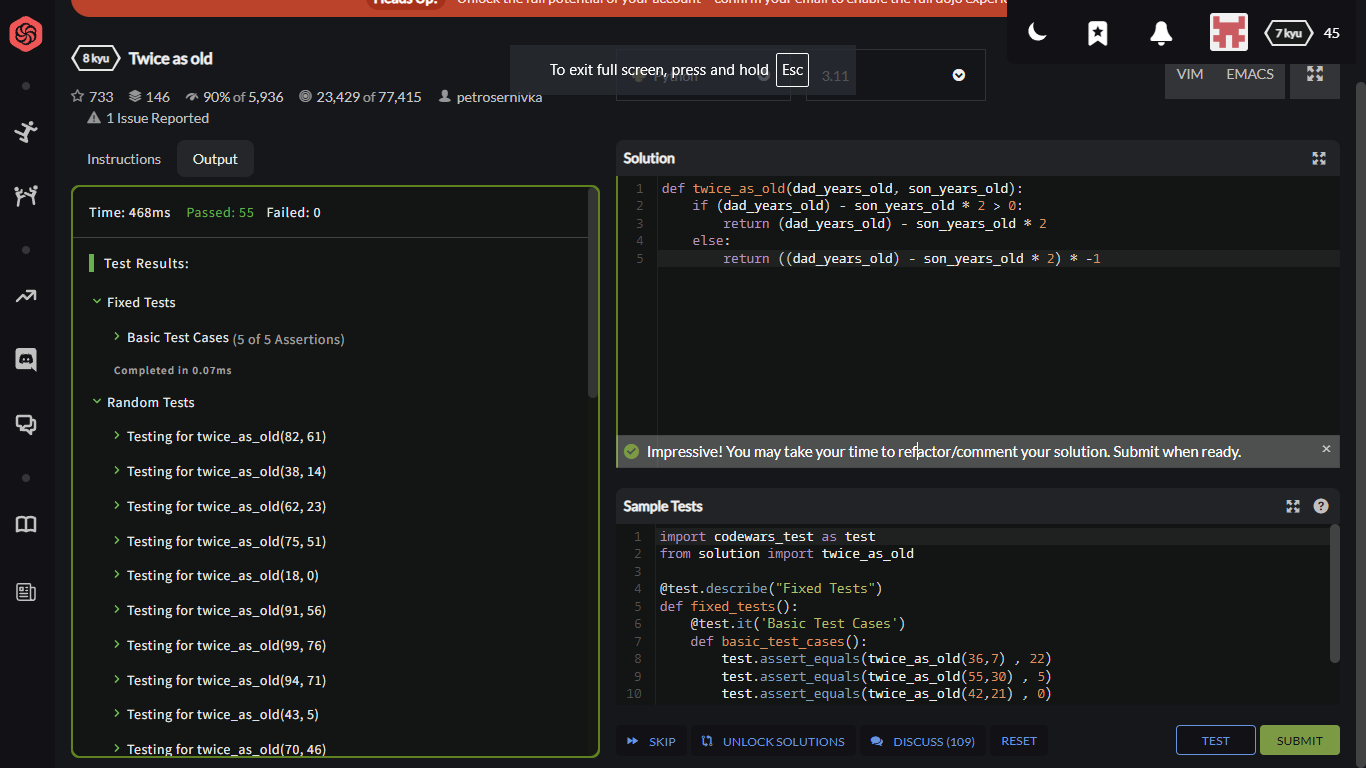 Heads Up! Unlock the full potential of your account - confirm your email to enable the full dojo experi
8 kyu Twice as old
To exit full screen, press and hold Esc
Python
3.11
7 kyu 45
VIM EMACS
733 146 90% of 5,936 23,429 of 77,415 petrosernivka
1 Issue Reported
Instructions Output
Time: 468ms Passed: 55 Failed: 0
Test Results:
Fixed Tests
Basic Test Cases (5 of 5 Assertions)
Completed in 0.07ms
Random Tests
Testing for twice_as_old(82, 61)
Testing for twice_as_old(38, 14)
Testing for twice_as_old(62, 23)
Testing for twice_as_old(75, 51)
Testing for twice_as_old(18, 0)
Testing for twice_as_old(91, 56)
Testing for twice_as_old(99, 76)
Testing for twice_as_old(94, 71)
Testing for twice_as_old(43, 5)
Testing for twice_as_old(70, 46)
Solution
1 def twice_as_old(dad_years_old, son_years_old):
2 if (dad_years_old) - son_years_old * 2 > 0:
3 return (dad_years_old) - son_years_old * 2
4 else:
5 return ((dad_years_old) - son_years_old * 2) * -1
Impressive! You may take your time to refactor/comment your solution. Submit when ready. ×
Sample Tests ?
1 import codewars_test as test
2 from solution import twice_as_old
3
4 @test.describe("Fixed Tests")
5 def fixed_tests():
6 @test.it('Basic Test Cases')
7 def basic_test_cases():
8 test.assert_equals(twice_as_old(36,7) , 22)
9 test.assert_equals(twice_as_old(55,30) , 5)
10 test.assert_equals(twice_as_old(42,21) , 0)
SKIP UNLOCK SOLUTIONS DISCUSS (109) RESET TEST SUBMIT